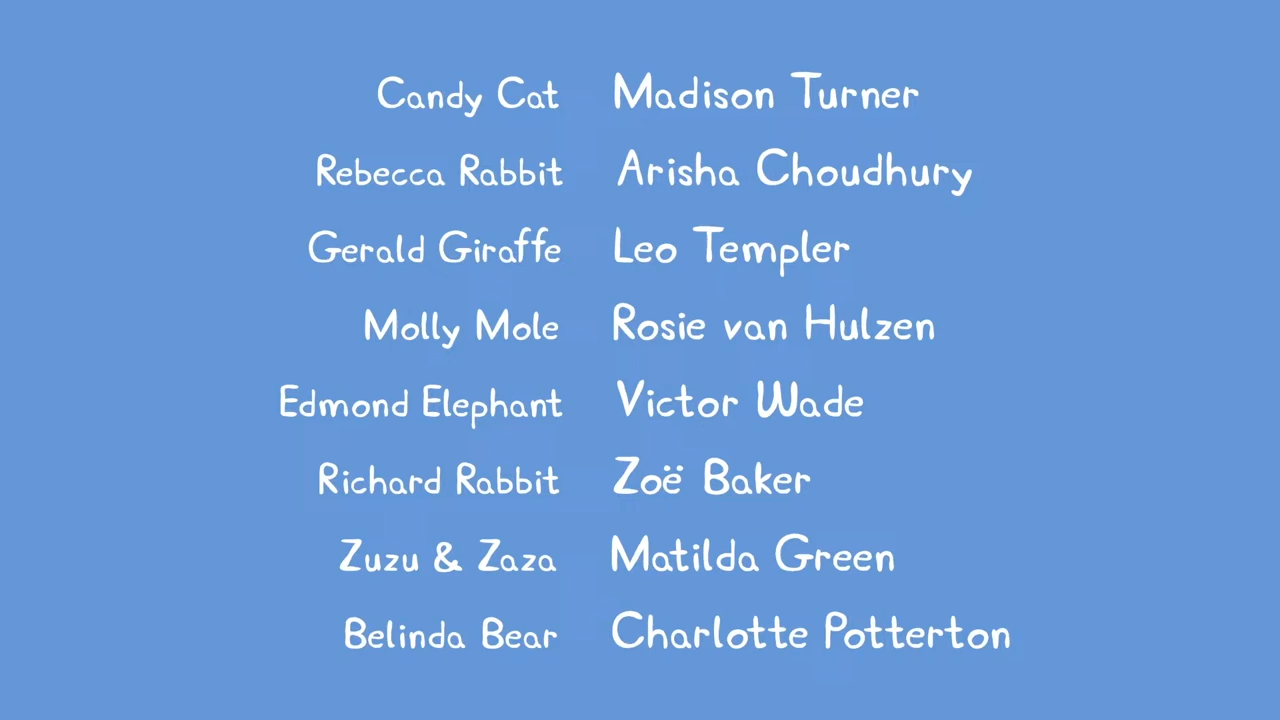 Candy Cat Madison Turner
Rebecca Rabbit Arisha Choudhury
Gerald Giraffe Leo Templer
Molly Mole Rosie van Hulzen
Edmond Elephant Victor Wade
Richard Rabbit Zoë Baker
Zuzu & Zaza Matilda Green
Belinda Bear Charlotte Potterton